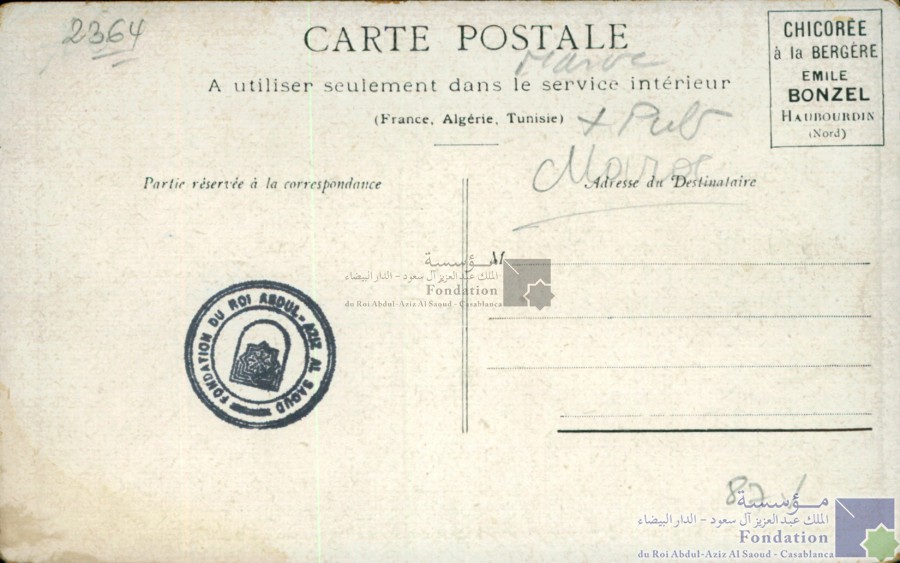 2364
CARTE POSTALE
Maroc
A utiliser seulement dans le service intérieur
(France, Algérie, Tunisie)
+ Pub
Maroc
CHICORÉE
à la BERGÈRE
EMILE
BONZEL
HAUBOURDIN
(Nord)
Partie réservée à la correspondance
Adresse du Destinataire
M
مؤسسة
الملك عبد العزيز آل سعود - الدار البيضاء
Fondation
du Roi Abdul-Aziz Al Saoud - Casablanca
FONDATION DU ROI ABDUL-AZIZ AL SAOUD
مؤسسة
الملك عبد العزيز آل سعود - الدار البيضاء
Fondation
du Roi Abdul-Aziz Al Saoud - Casablanca